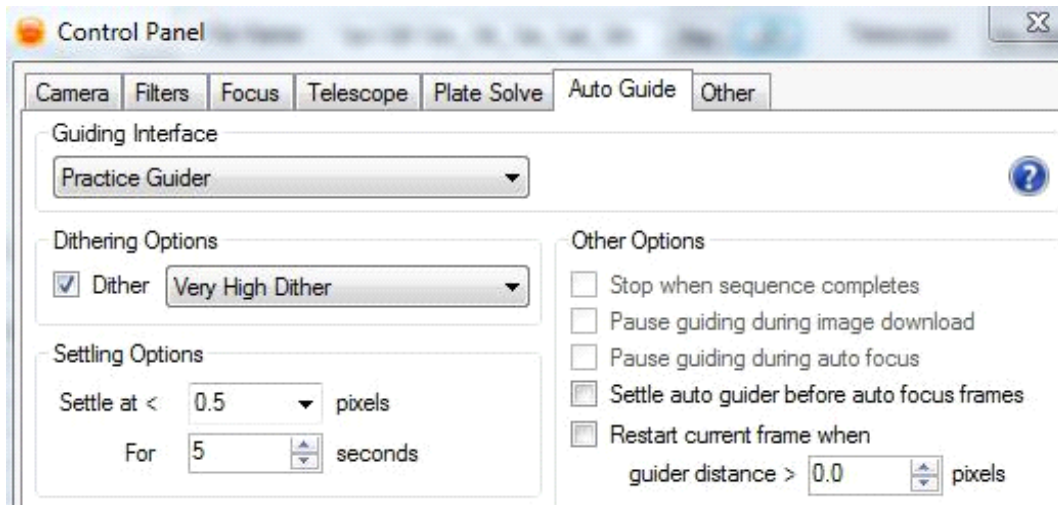 Control Panel
Camera Filters Focus Telescope Plate Solve Auto Guide Other
Guiding Interface
Practice Guider
Dithering Options
Dither Very High Dither
Settling Options
Settle at < 0.5 pixels
For 5 seconds
Other Options
Stop when sequence completes
Pause guiding during image download
Pause guiding during auto focus
Settle auto guider before auto focus frames
Restart current frame when
guider distance > 0.0 pixels